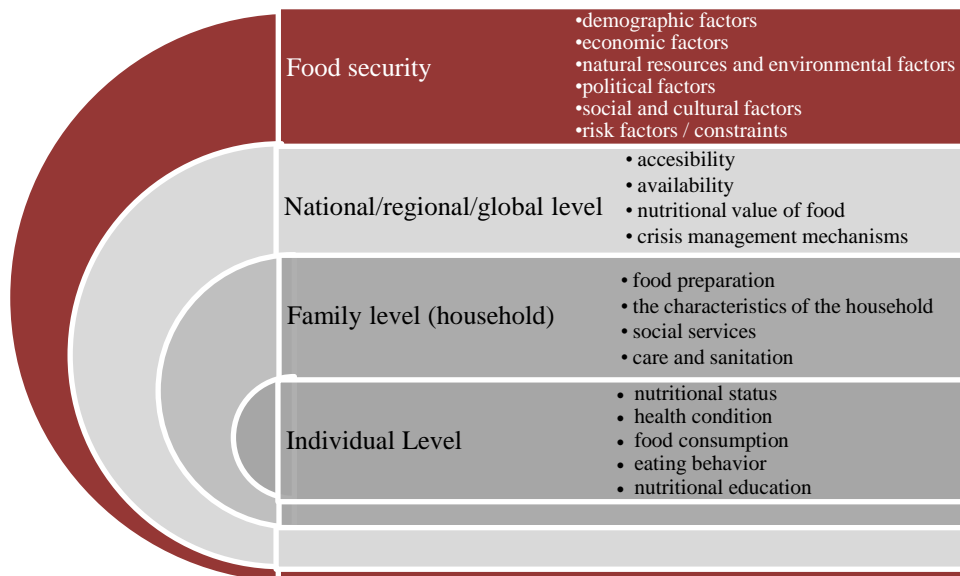 Food security
•demographic factors
•economic factors
•natural resources and environmental factors
•political factors
•social and cultural factors
•risk factors / constraints
National/regional/global level
• accesibility
• availability
• nutritional value of food
• crisis management mechanisms
Family level (household)
• food preparation
• the characteristics of the household
• social services
• care and sanitation
Individual Level
• nutritional status
• health condition
• food consumption
• eating behavior
• nutritional education